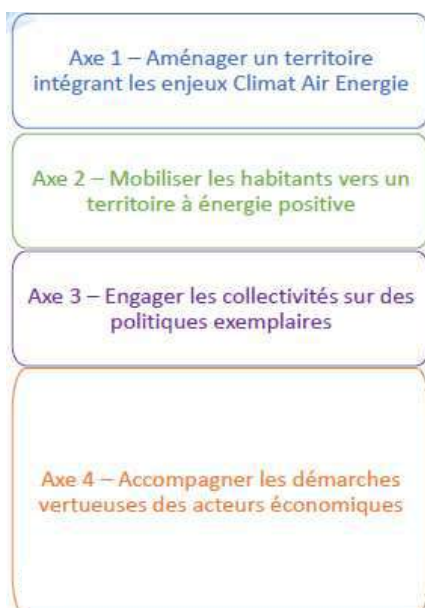 Axe 1 – Aménager un territoire
intégrant les enjeux Climat Air Energie
Axe 2 – Mobiliser les habitants vers un
territoire à énergie positive
Axe 3 – Engager les collectivités sur des
politiques exemplaires
Axe 4 – Accompagner les démarches
vertueuses des acteurs économiques